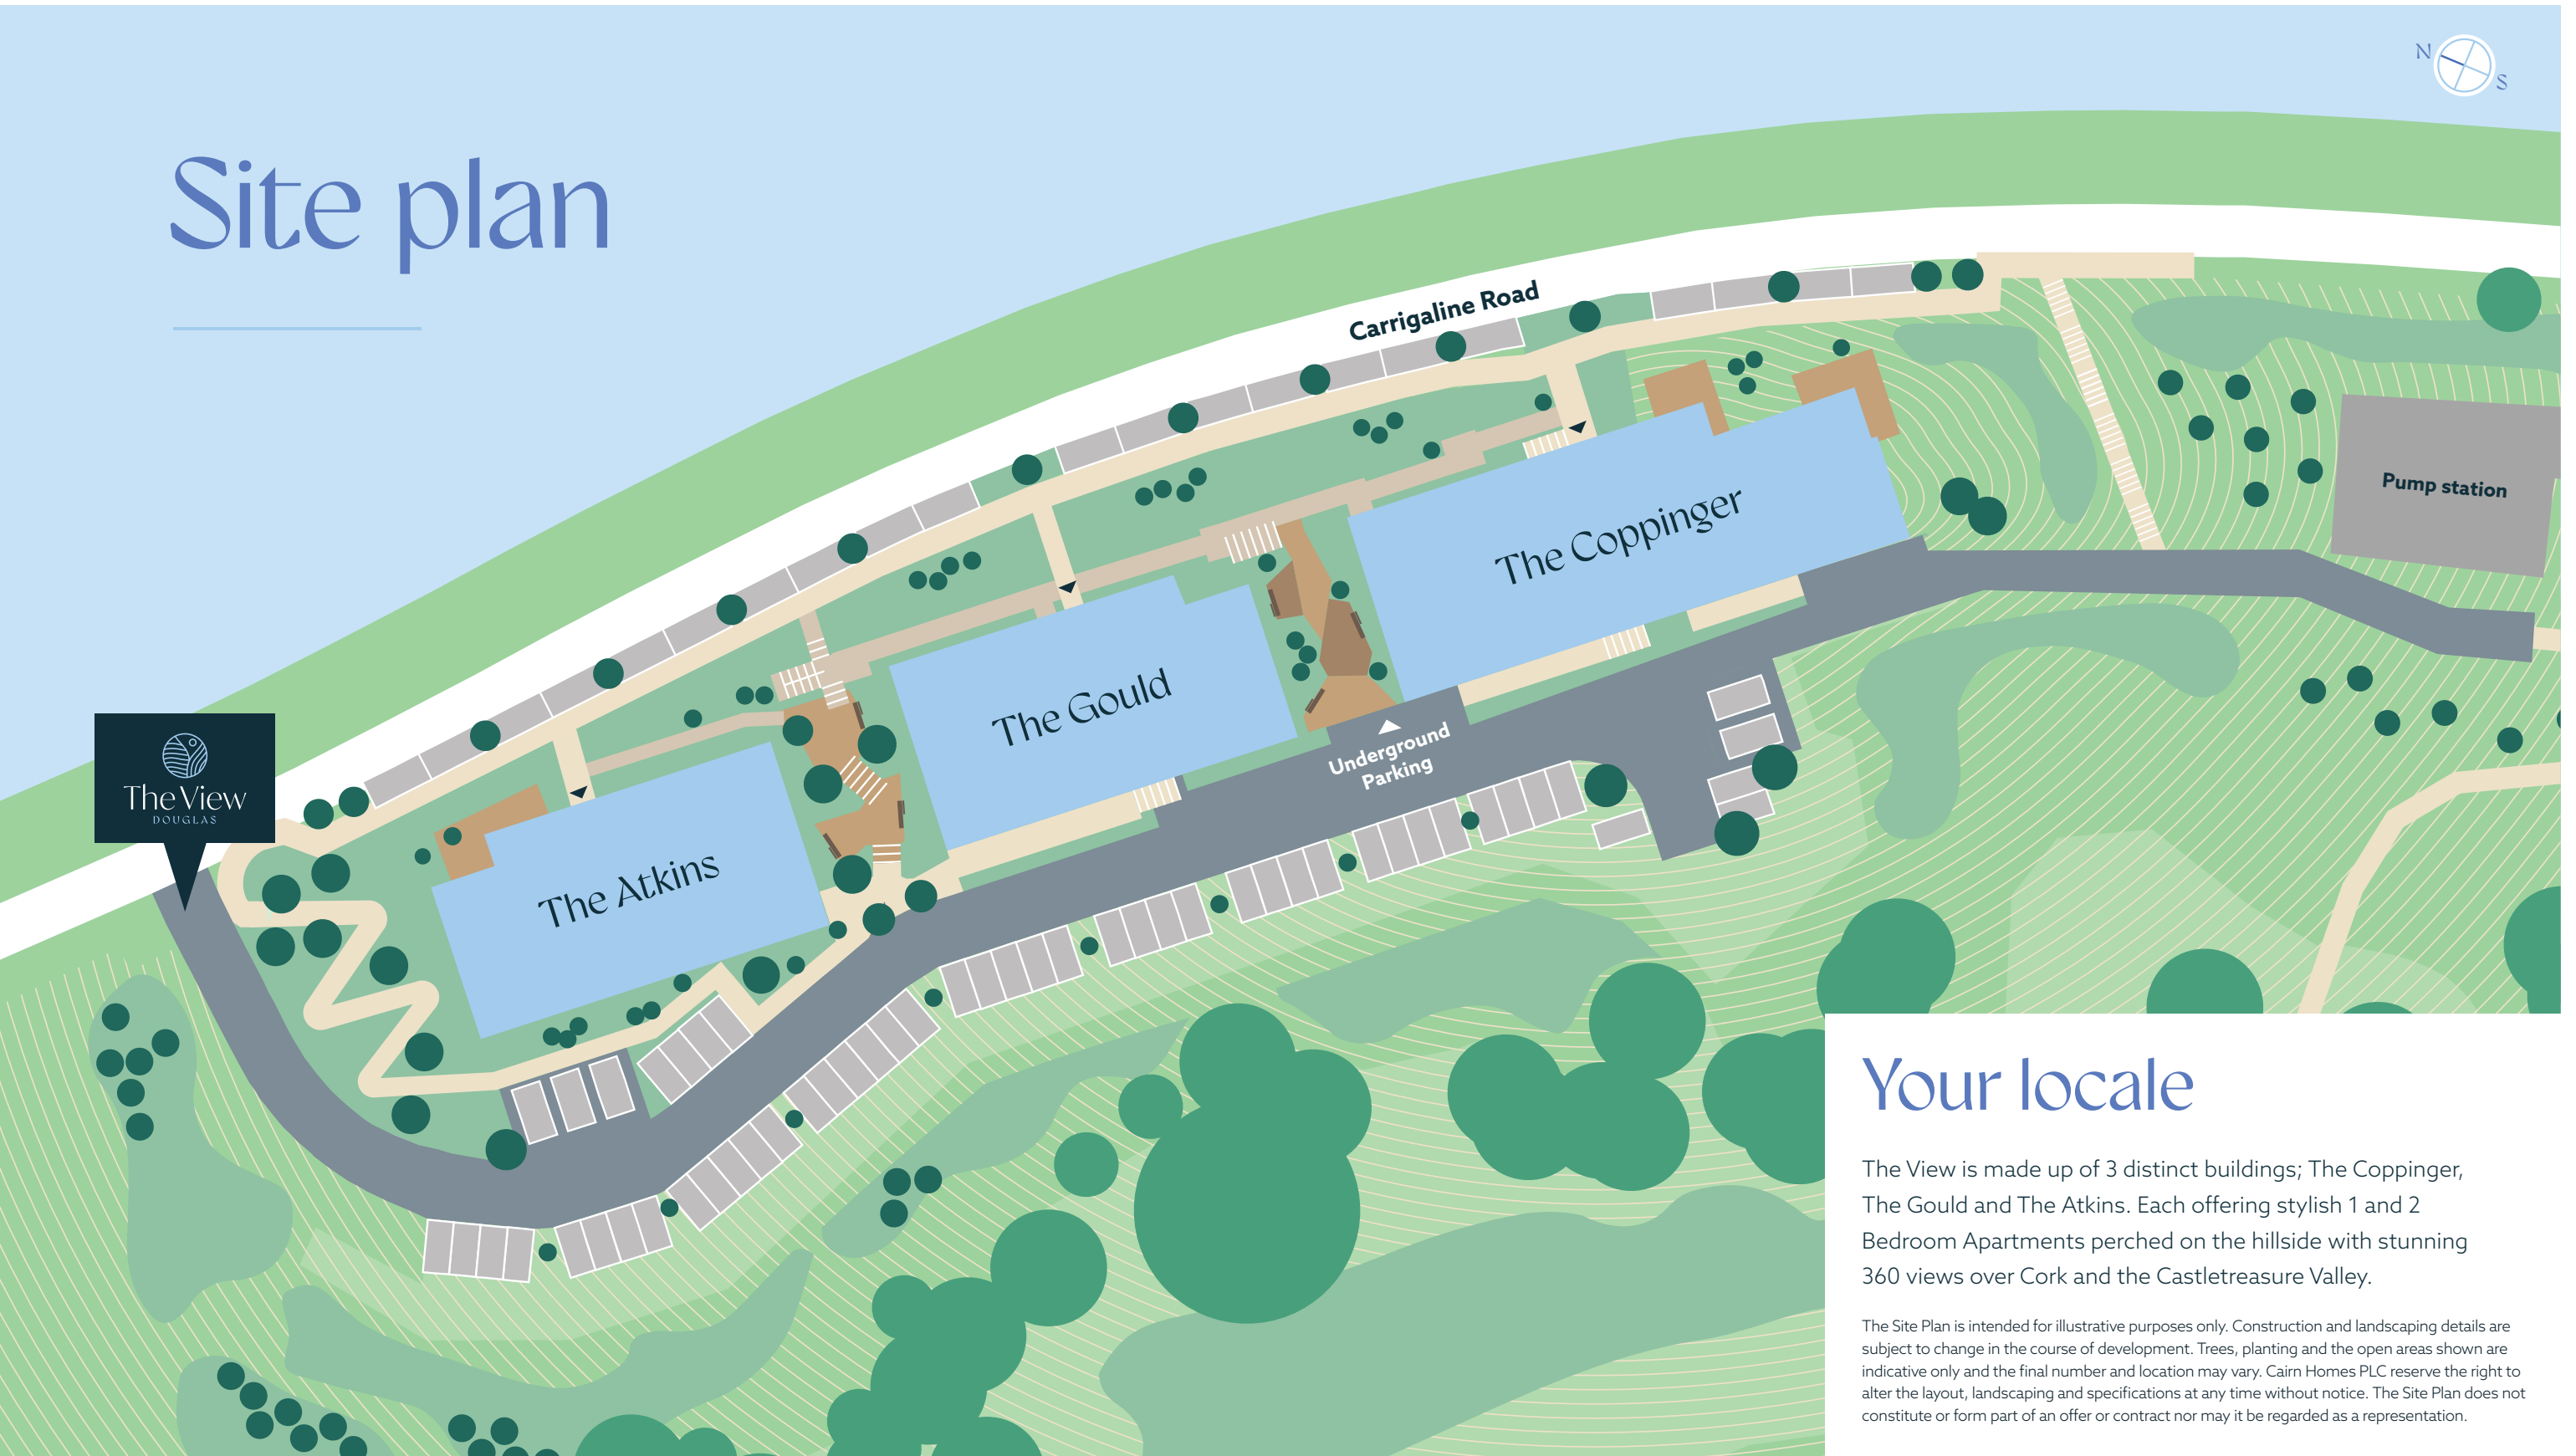 N
S
Site plan
Carrigaline Road
Pump station
The Coppinger
The Gould
Underground
Parking
The View
DOUGLAS
The Atkins
Your locale
The View is made up of 3 distinct buildings; The Coppinger,
The Gould and The Atkins. Each offering stylish 1 and 2
Bedroom Apartments perched on the hillside with stunning
360 views over Cork and the Castletreasure Valley.
The Site Plan is intended for illustrative purposes only. Construction and landscaping details are
subject to change in the course of development. Trees, planting and the open areas shown are
indicative only and the final number and location may vary. Cairn Homes PLC reserve the right to
alter the layout, landscaping and specifications at any time without notice. The Site Plan does not
constitute or form part of an offer or contract nor may it be regarded as a representation.